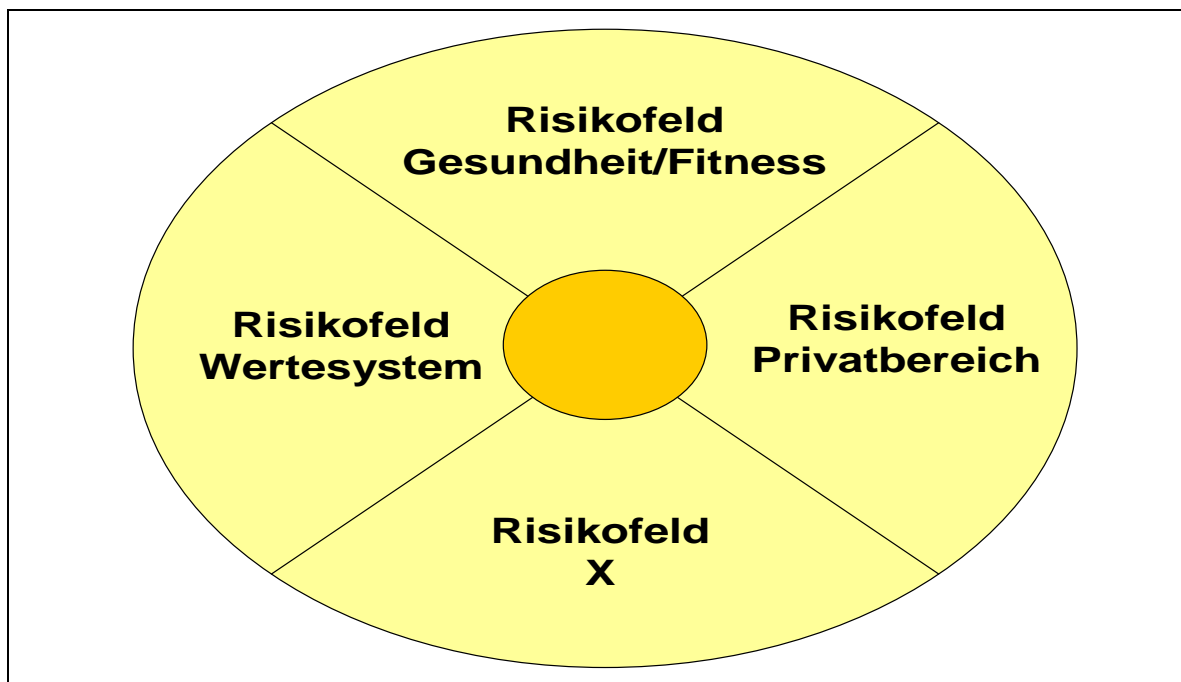 Risikofeld
Gesundheit/Fitness
Risikofeld
Wertesystem
Risikofeld
Privatbereich
Risikofeld
X